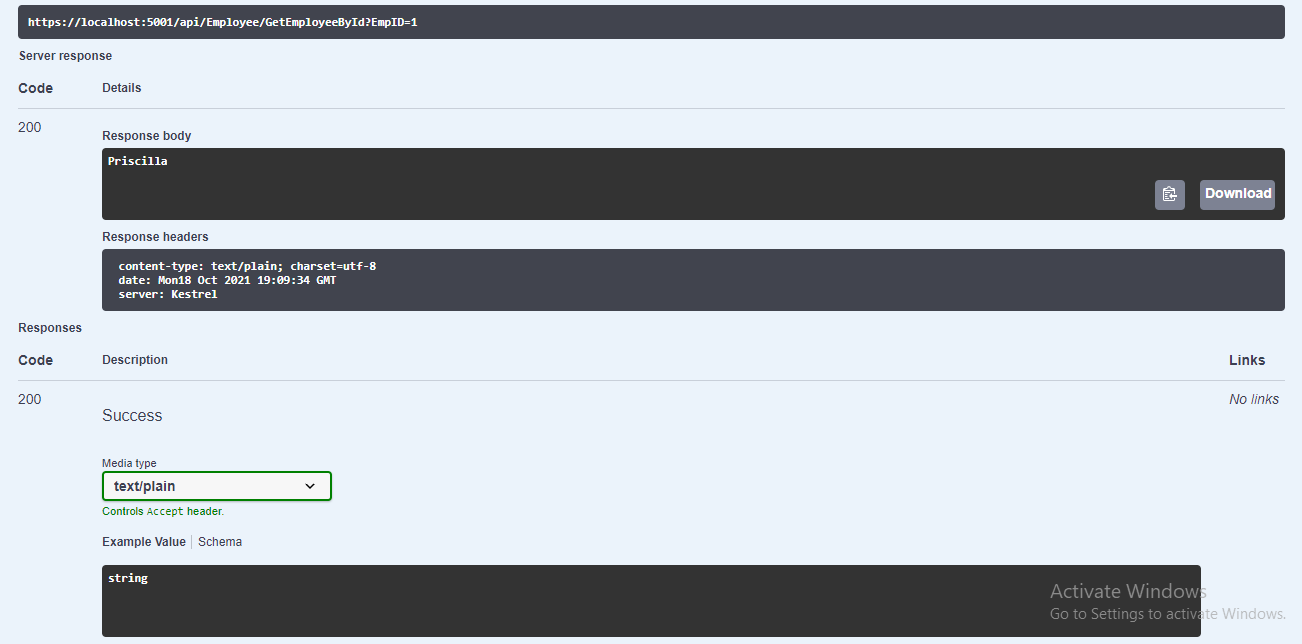 https://localhost:5001/api/Employee/GetEmployeeById?EmpID=1
Server response
Code Details
200
Response body
Priscilla
Download
Response headers
content-type: text/plain; charset=utf-8
date: Mon18 Oct 2021 19:09:34 GMT
server: Kestrel
Responses
Code Description Links
200 No links
Success
Media type
text/plain
Controls Accept header.
Example Value Schema
string
Activate Windows
Go to Settings to activate Windows.